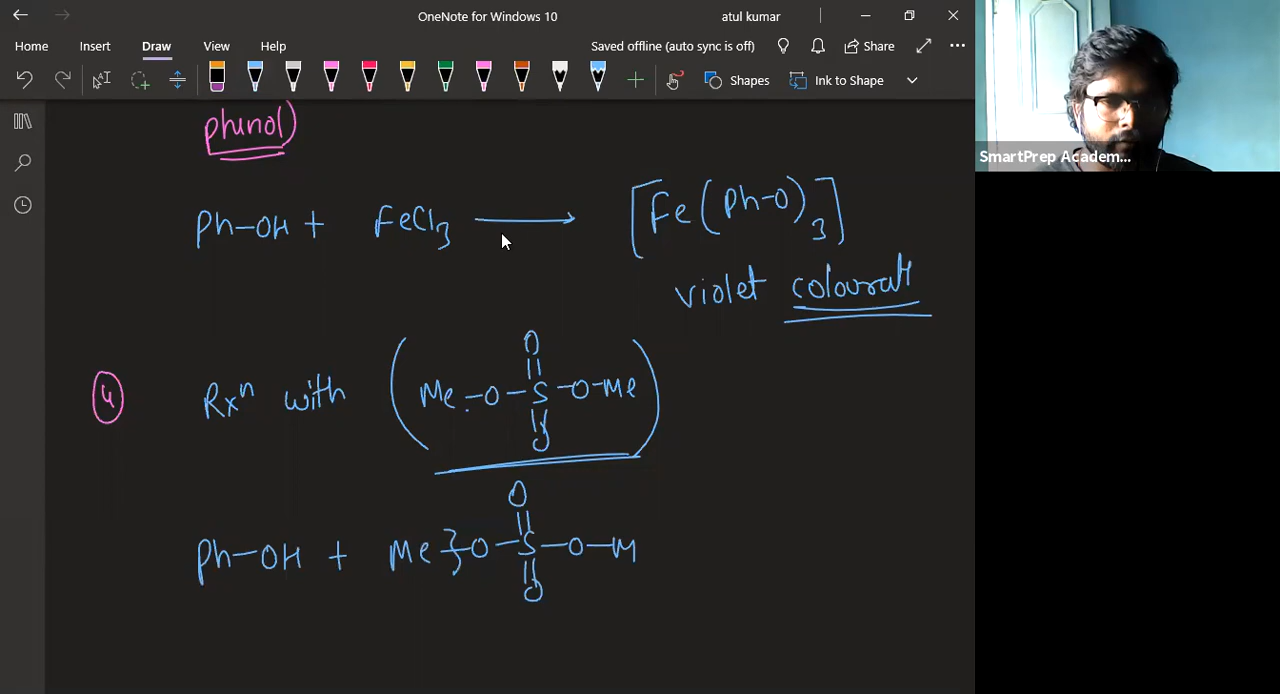 OneNote for Windows 10
atul kumar
Home Insert Draw View Help
Saved offline (auto sync is off) Share
Shapes Ink to Shape
SmartPrep Academ...
phinol)
Ph-OH + FeCl3 → [Fe(Ph-O)3]
violet
4 Rxn with (Me-O-S-O-Me)
O
O
Ph-OH + Me}-O-S-O-M
O
O